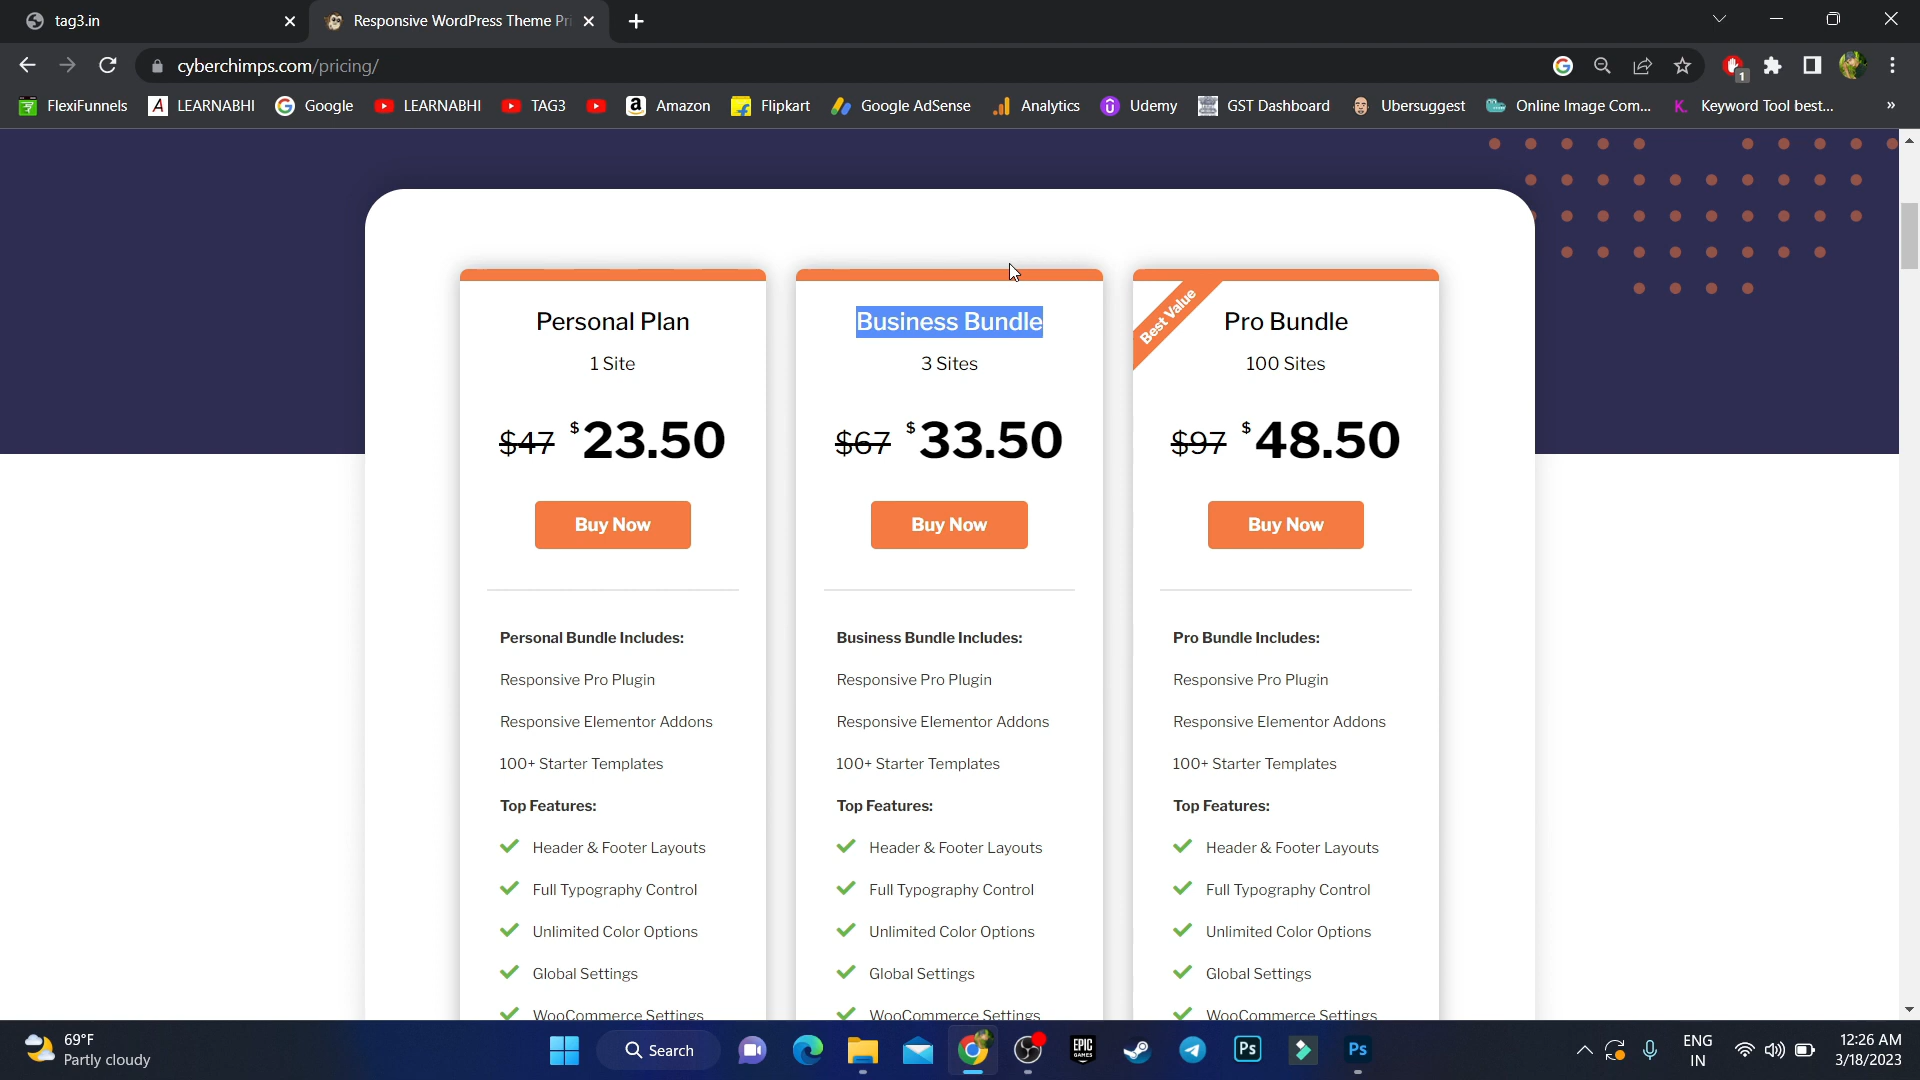 tag3.in
Responsive WordPress Theme Pri
cyberchimps.com/pricing/
1
FlexiFunnels
LEARNABHI
Google
LEARNABHI
TAG3
Amazon
Flipkart
Google AdSense
Analytics
Udemy
GST Dashboard
Ubersuggest
Online Image Com...
Keyword Tool best...
»
Personal Plan
1 Site
$47 $23.50
Buy Now
Personal Bundle Includes:
Responsive Pro Plugin
Responsive Elementor Addons
100+ Starter Templates
Top Features:
Header & Footer Layouts
Full Typography Control
Unlimited Color Options
Global Settings
WooCommerce Settings
Business Bundle
3 Sites
$67 $33.50
Buy Now
Business Bundle Includes:
Responsive Pro Plugin
Responsive Elementor Addons
100+ Starter Templates
Top Features:
Header & Footer Layouts
Full Typography Control
Unlimited Color Options
Global Settings
WooCommerce Settings
Best Value
Pro Bundle
100 Sites
$97 $48.50
Buy Now
Pro Bundle Includes:
Responsive Pro Plugin
Responsive Elementor Addons
100+ Starter Templates
Top Features:
Header & Footer Layouts
Full Typography Control
Unlimited Color Options
Global Settings
WooCommerce Settings
69°F
Partly cloudy
Search
EPIC
GAMES
Ps
Ps
ENG
IN
12:26 AM
3/18/2023